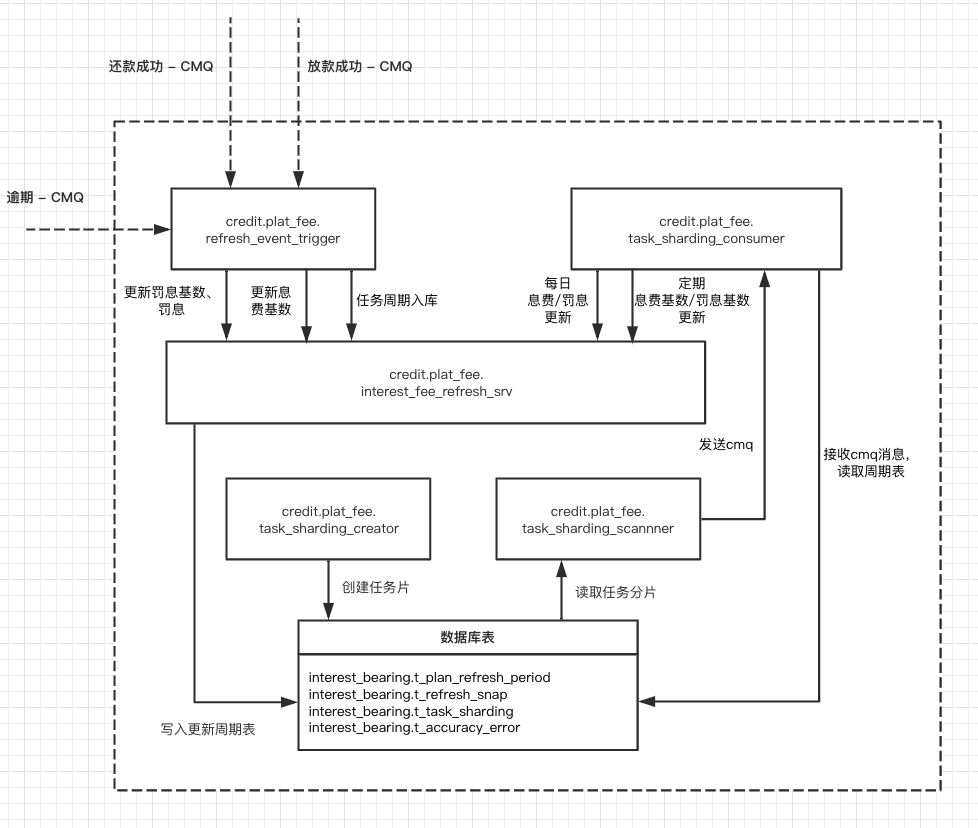 还款成功 – CMQ
放款成功 – CMQ
逾期 – CMQ
credit.plat_fee.
refresh_event_trigger
credit.plat_fee.
task_sharding_consumer
更新罚息基数、
罚息
更新息
费基数
任务周期入库
每日
息费/罚息
更新
定期
息费基数/罚息基数
更新
credit.plat_fee.
interest_fee_refresh_srv
发送cmq
接收cmq消息，
读取周期表
credit.plat_fee.
task_sharding_creator
credit.plat_fee.
task_sharding_scannner
创建任务片
读取任务分片
数据库表
interest_bearing.t_plan_refresh_period
interest_bearing.t_refresh_snap
interest_bearing.t_task_sharding
interest_bearing.t_accuracy_error
写入更新周期表